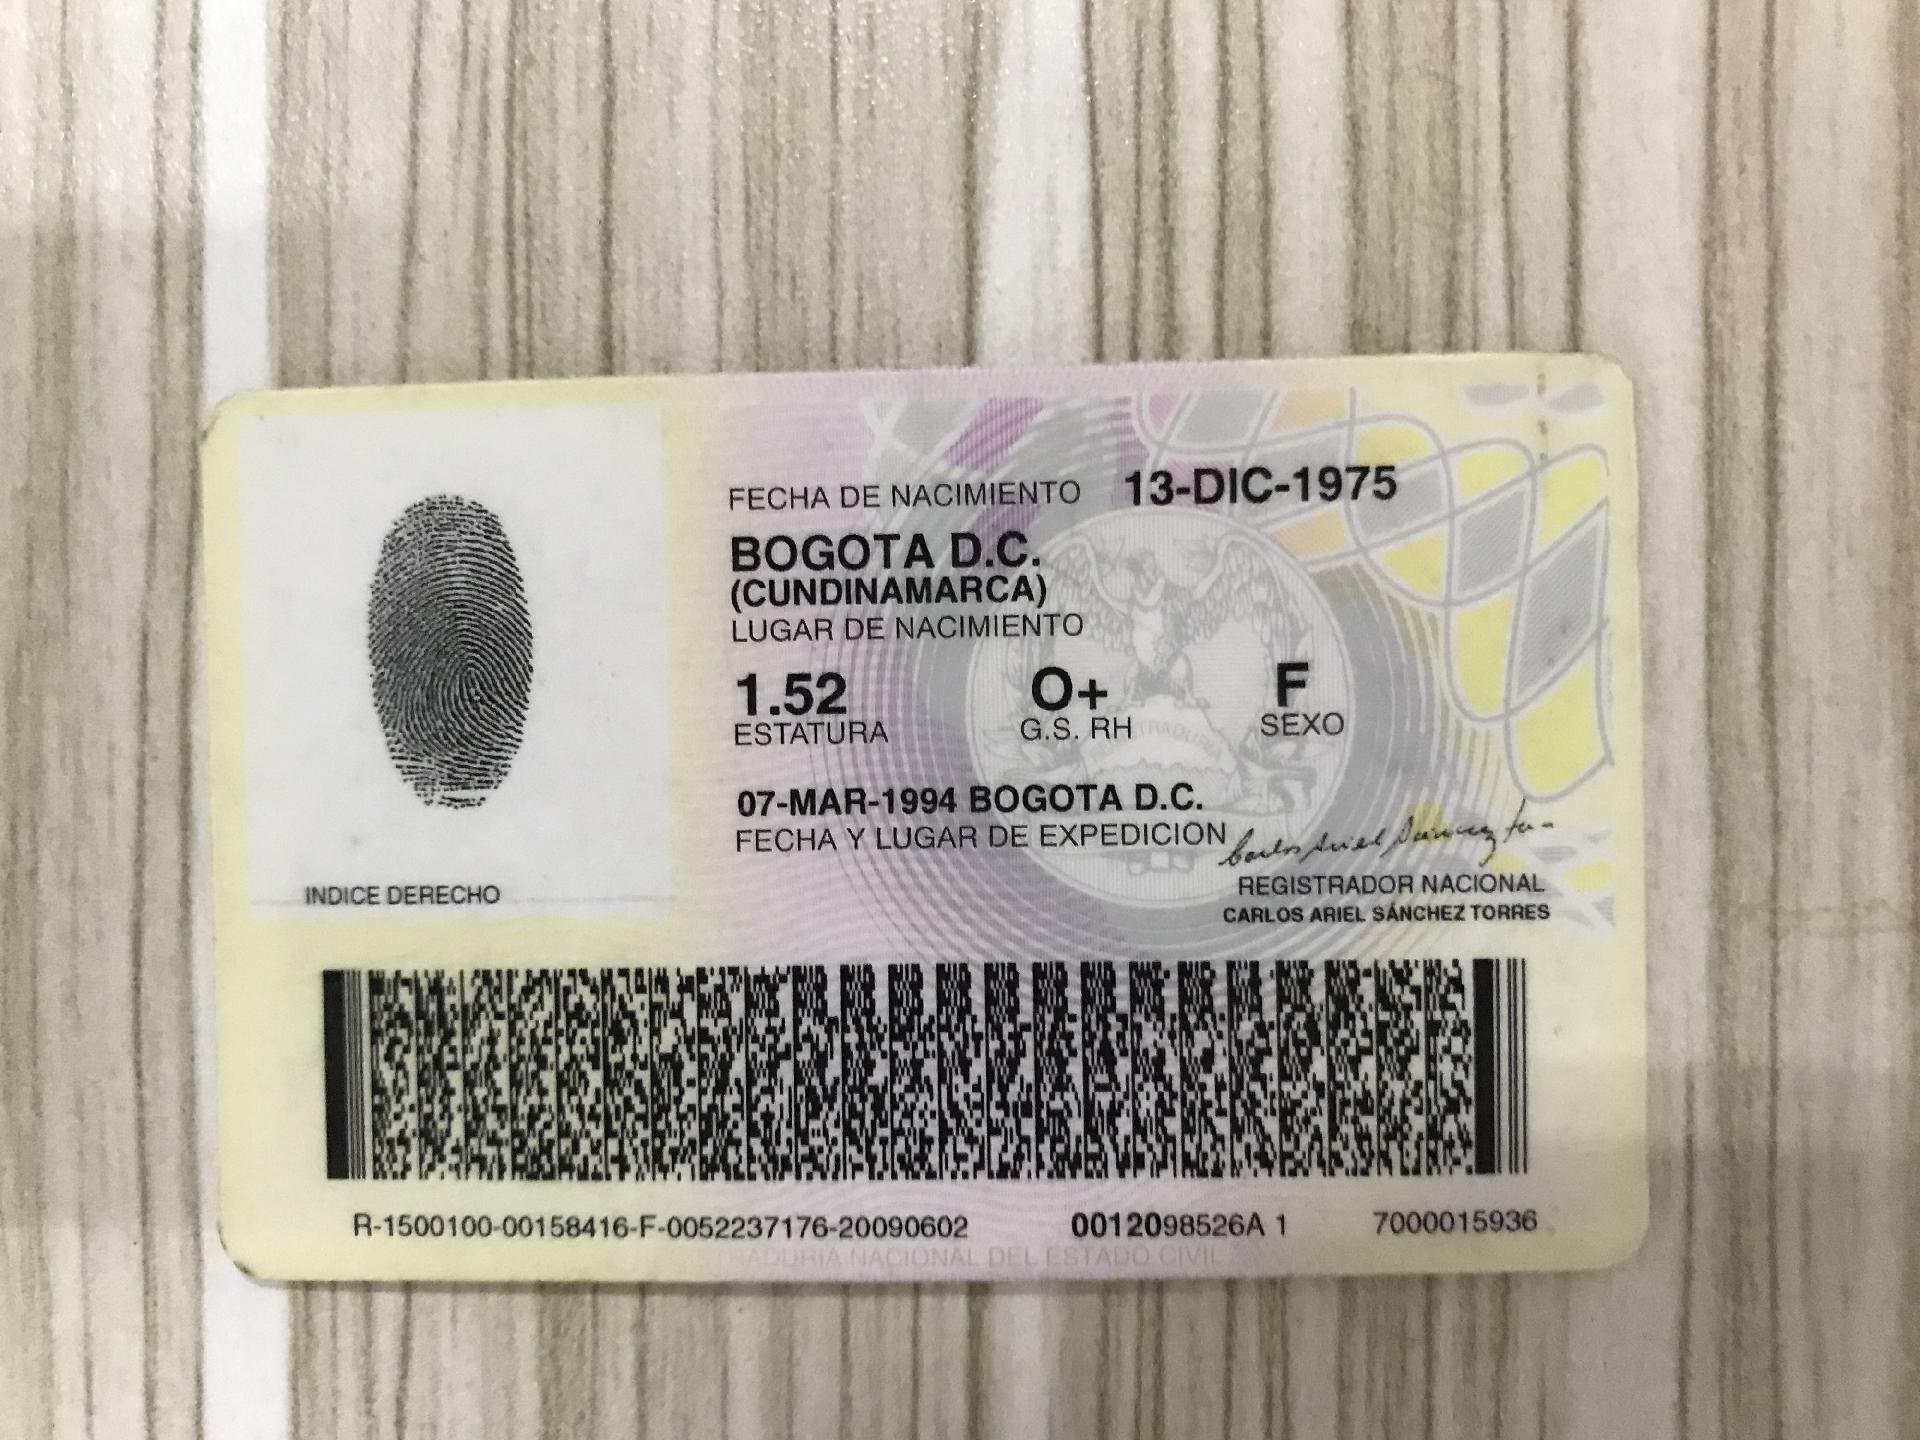 FECHA DE NACIMIENTO 13-DIC-1975
BOGOTA D.C.
(CUNDINAMARCA)
LUGAR DE NACIMIENTO
1.52 O+ F
ESTATURA G.S. RH SEXO
07-MAR-1994 BOGOTA D.C.
FECHA Y LUGAR DE EXPEDICION
Carlos Ariel Sánchez
INDICE DERECHO
REGISTRADOR NACIONAL
CARLOS ARIEL SÁNCHEZ TORRES
R-1500100-00158416-F-0052237176-20090602 0012098526A 1 7000015936
NACIONAL DEL ESTADO CIVIL